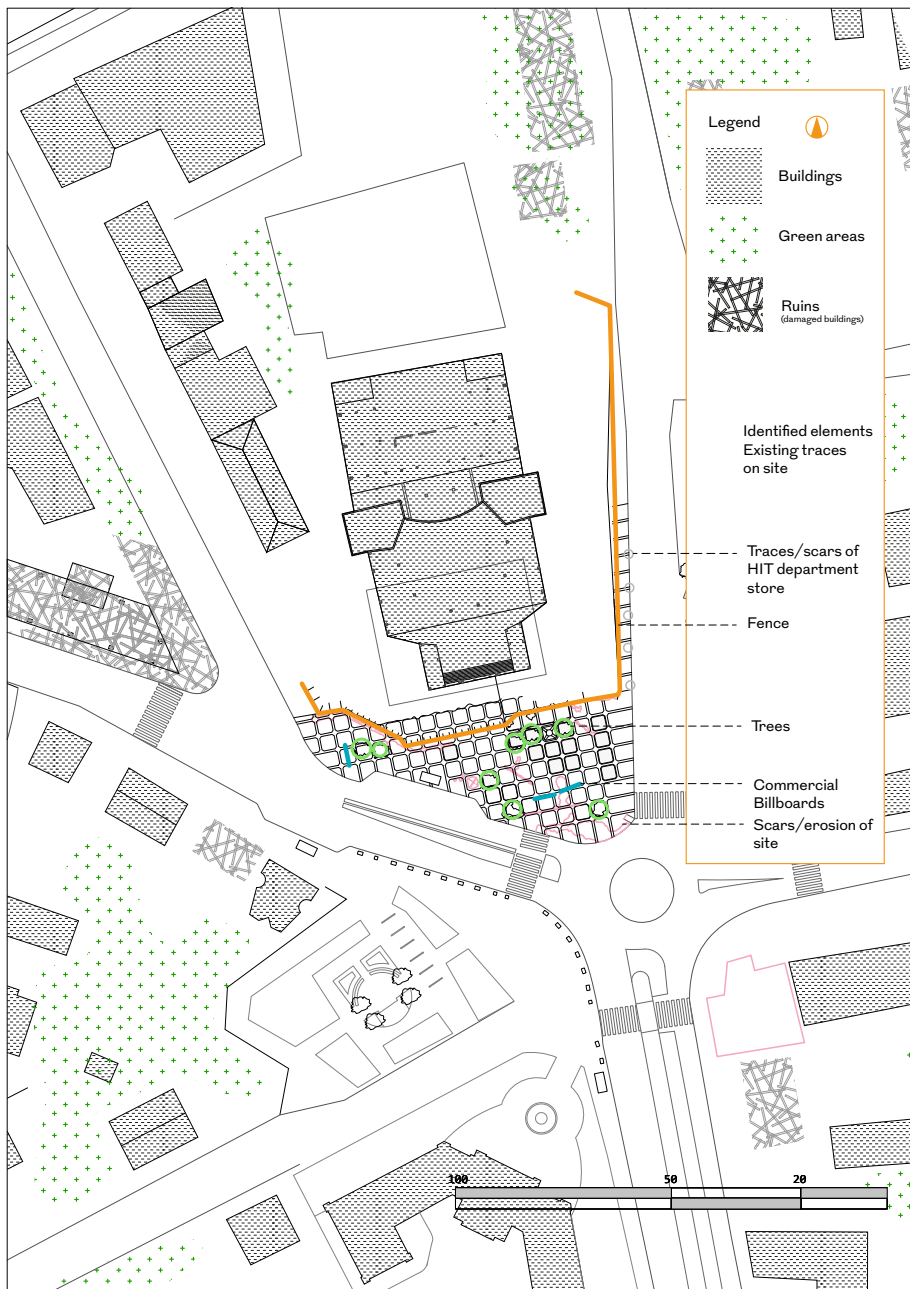 Legend
Buildings
Green areas
Ruins
(damaged buildings)
Identified elements
Existing traces
on site
Traces/scars of
HIT department
store
Fence
Trees
Commercial
Billboards
Scars/erosion of
site
100 50 20